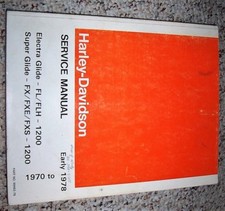 Harley-Davidson
SERVICE MANUAL
Electra Glide - FL/FLH - 1200
Super Glide - FX/FXE/FXS - 1200
1970 to
Early 1978